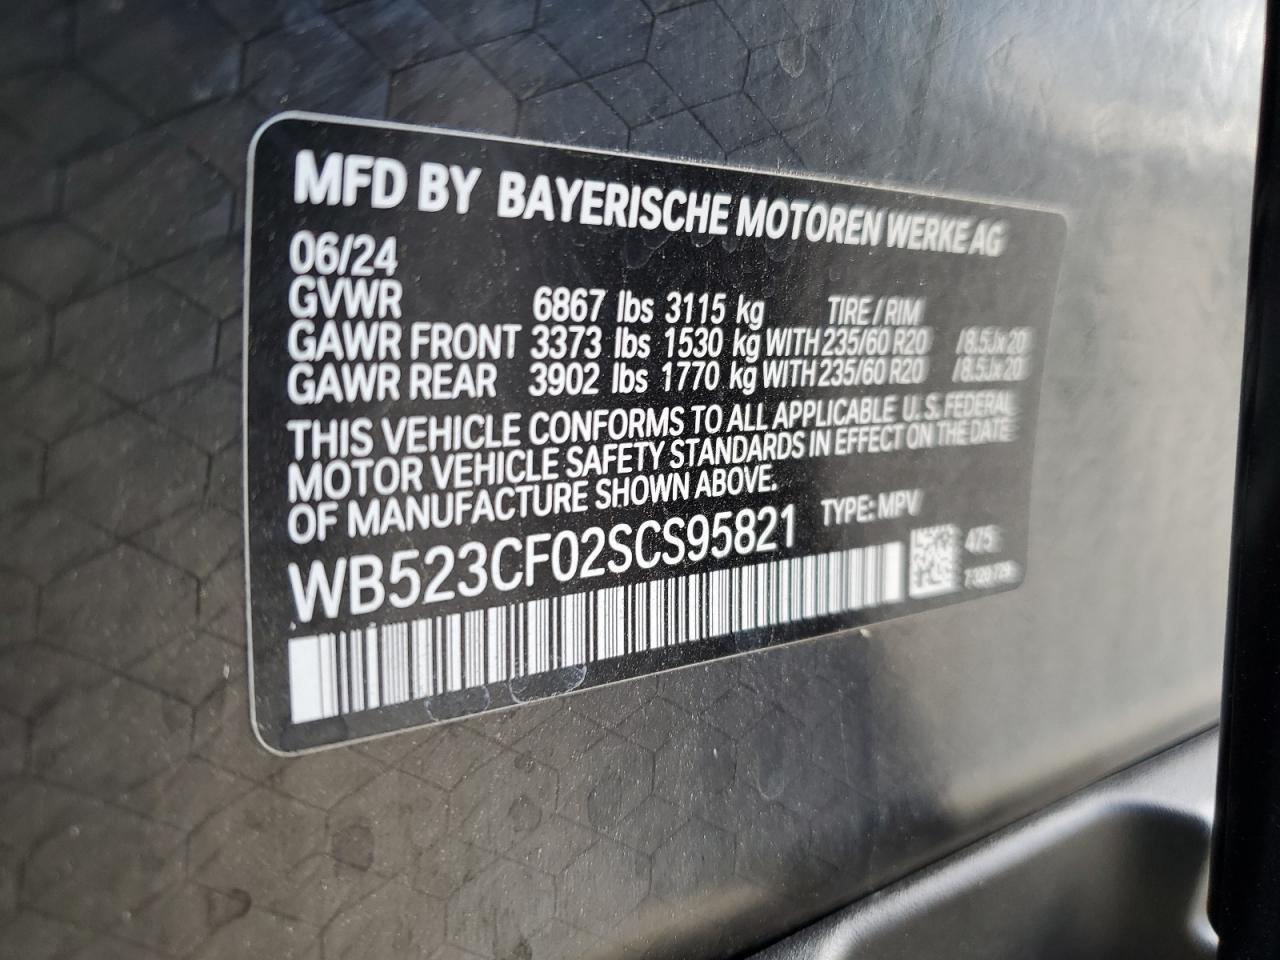 MFD BY BAYERISCHE MOTOREN WERKE AG
06/24
GVWR 6867 lbs 3115 kg TIRE / RIM
GAWR FRONT 3373 lbs 1530 kg WITH 235/60 R20 /8.5Jx20
GAWR REAR 3902 lbs 1770 kg WITH 235/60 R20 /8.5Jx20
THIS VEHICLE CONFORMS TO ALL APPLICABLE U.S. FEDERAL
MOTOR VEHICLE SAFETY STANDARDS IN EFFECT ON THE DATE
OF MANUFACTURE SHOWN ABOVE.
WB523CF02SCS95821 TYPE: MPV
475